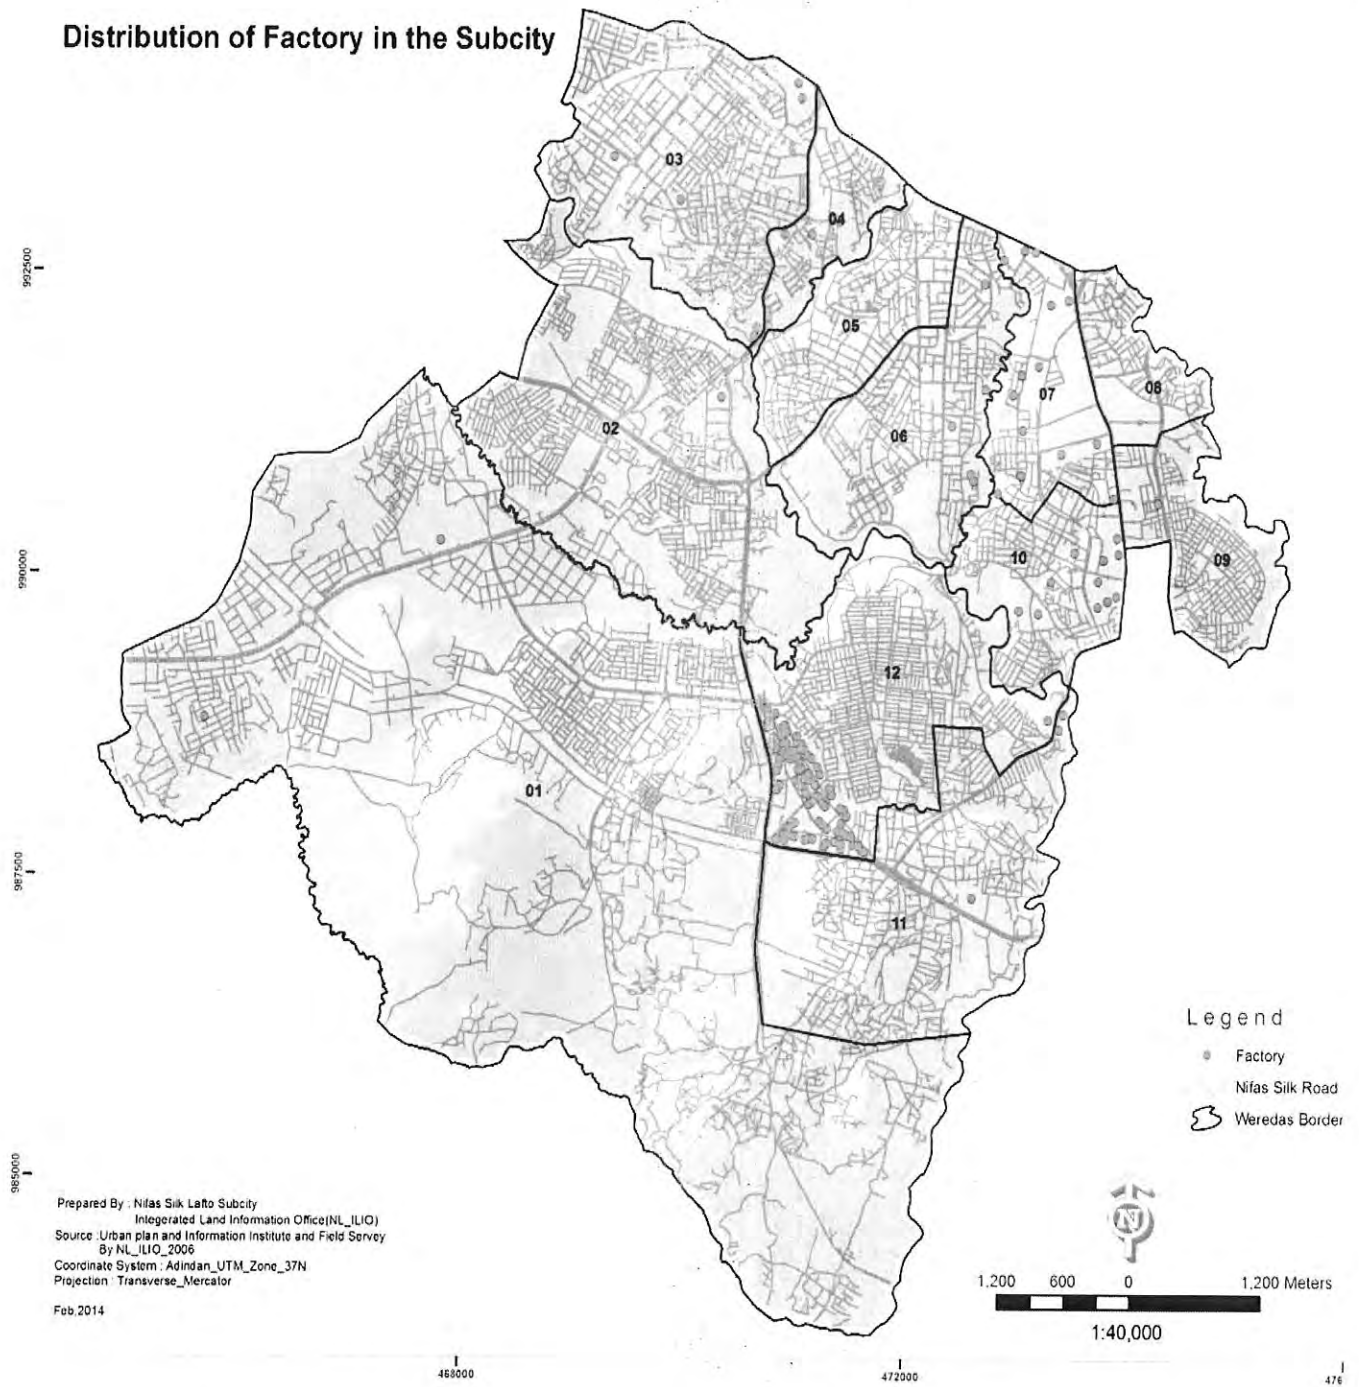 Distribution of Factory in the Subcity
03
04
992500
05
07
08
02
06
990000
10
09
12
01
987500
11
Legend
Factory
Nifas Silk Road
Weredas Border
985000
Prepared By : Nifas Silk Lafto Subcity
Integerated Land Information Office(NL_ILIO)
Source :Urban plan and Information Institute and Field Servey
By NL_ILIO_2006
Coordinate System : Adindan_UTM_Zone_37N
Projection : Transverse_Mercator
Feb,2014
N
1,200 600 0 1,200 Meters
1:40,000
468000
472000
476